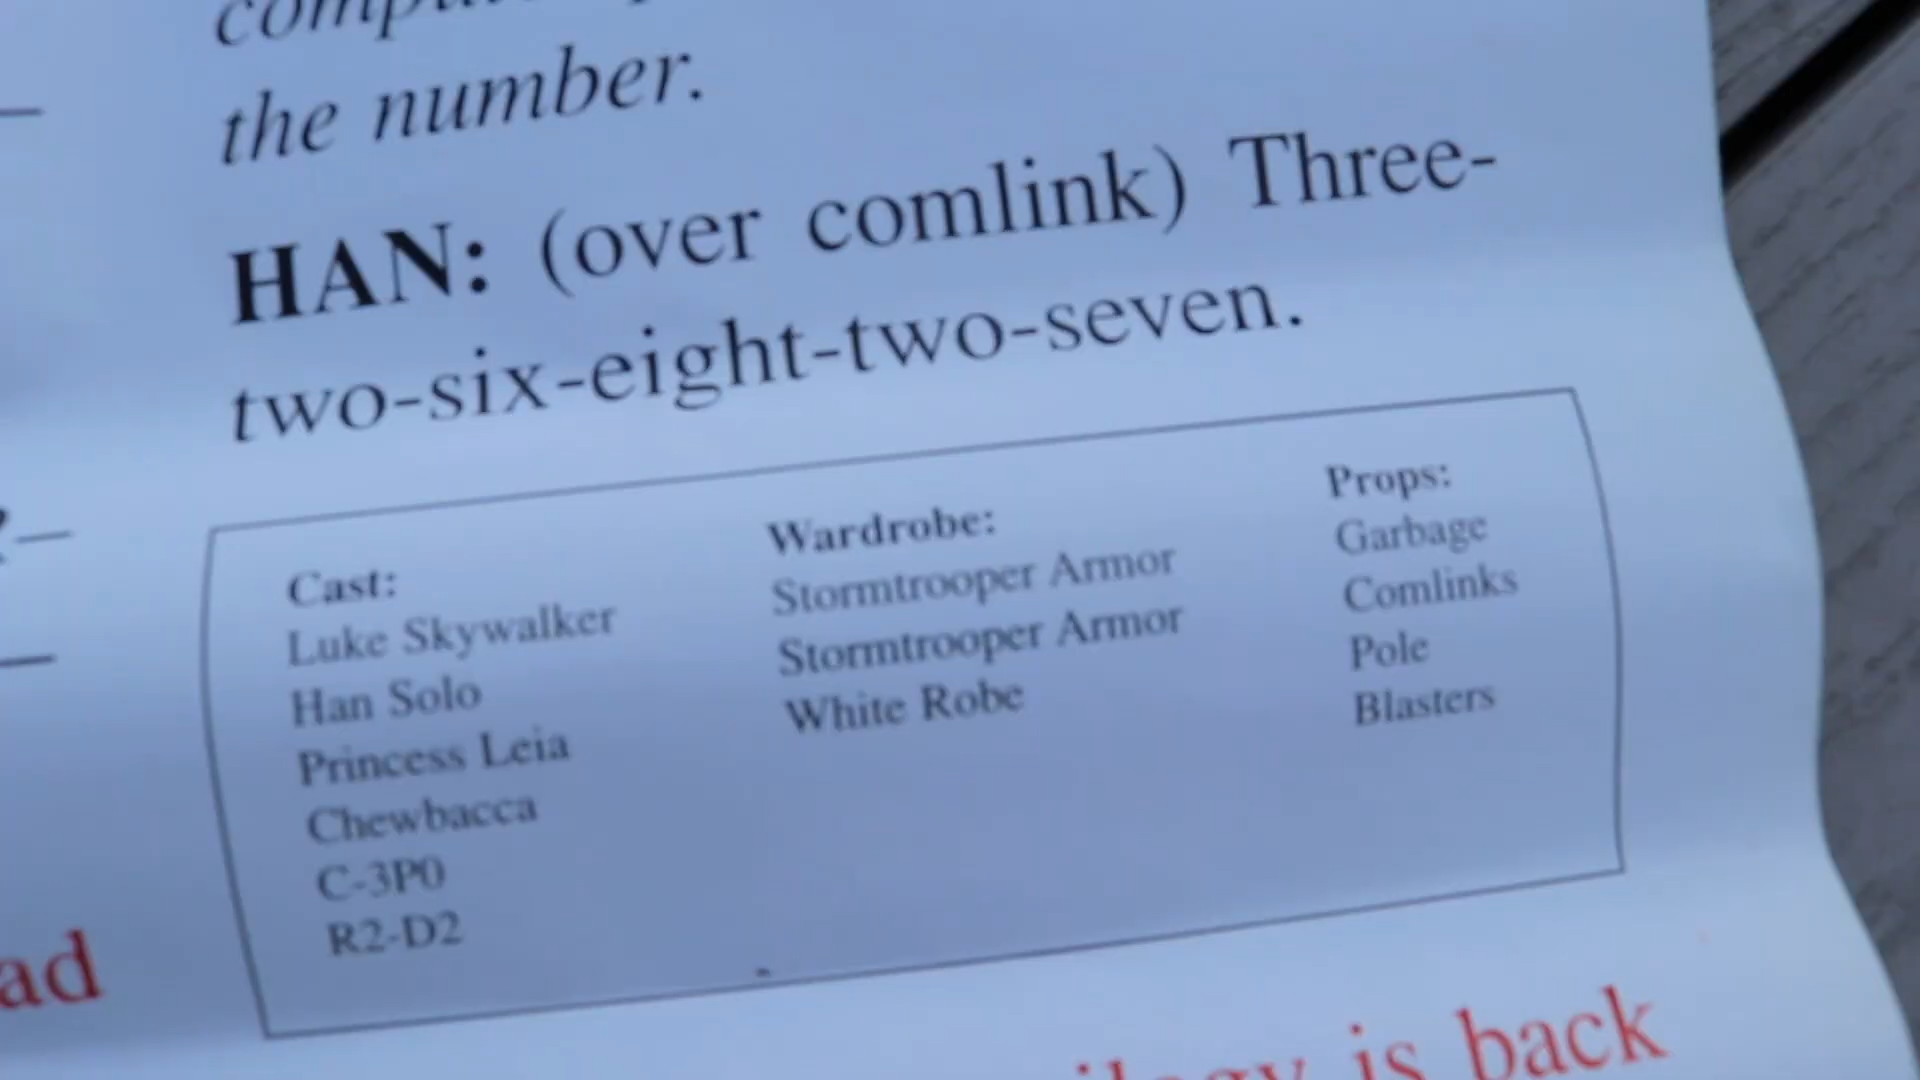 the number.
HAN: (over comlink) Three-
two-six-eight-two-seven.
Cast:
Luke Skywalker
Han Solo
Princess Leia
Chewbacca
C-3P0
R2-D2
Wardrobe:
Stormtrooper Armor
Stormtrooper Armor
White Robe
Props:
Garbage
Comlinks
Pole
Blasters
ad
is back